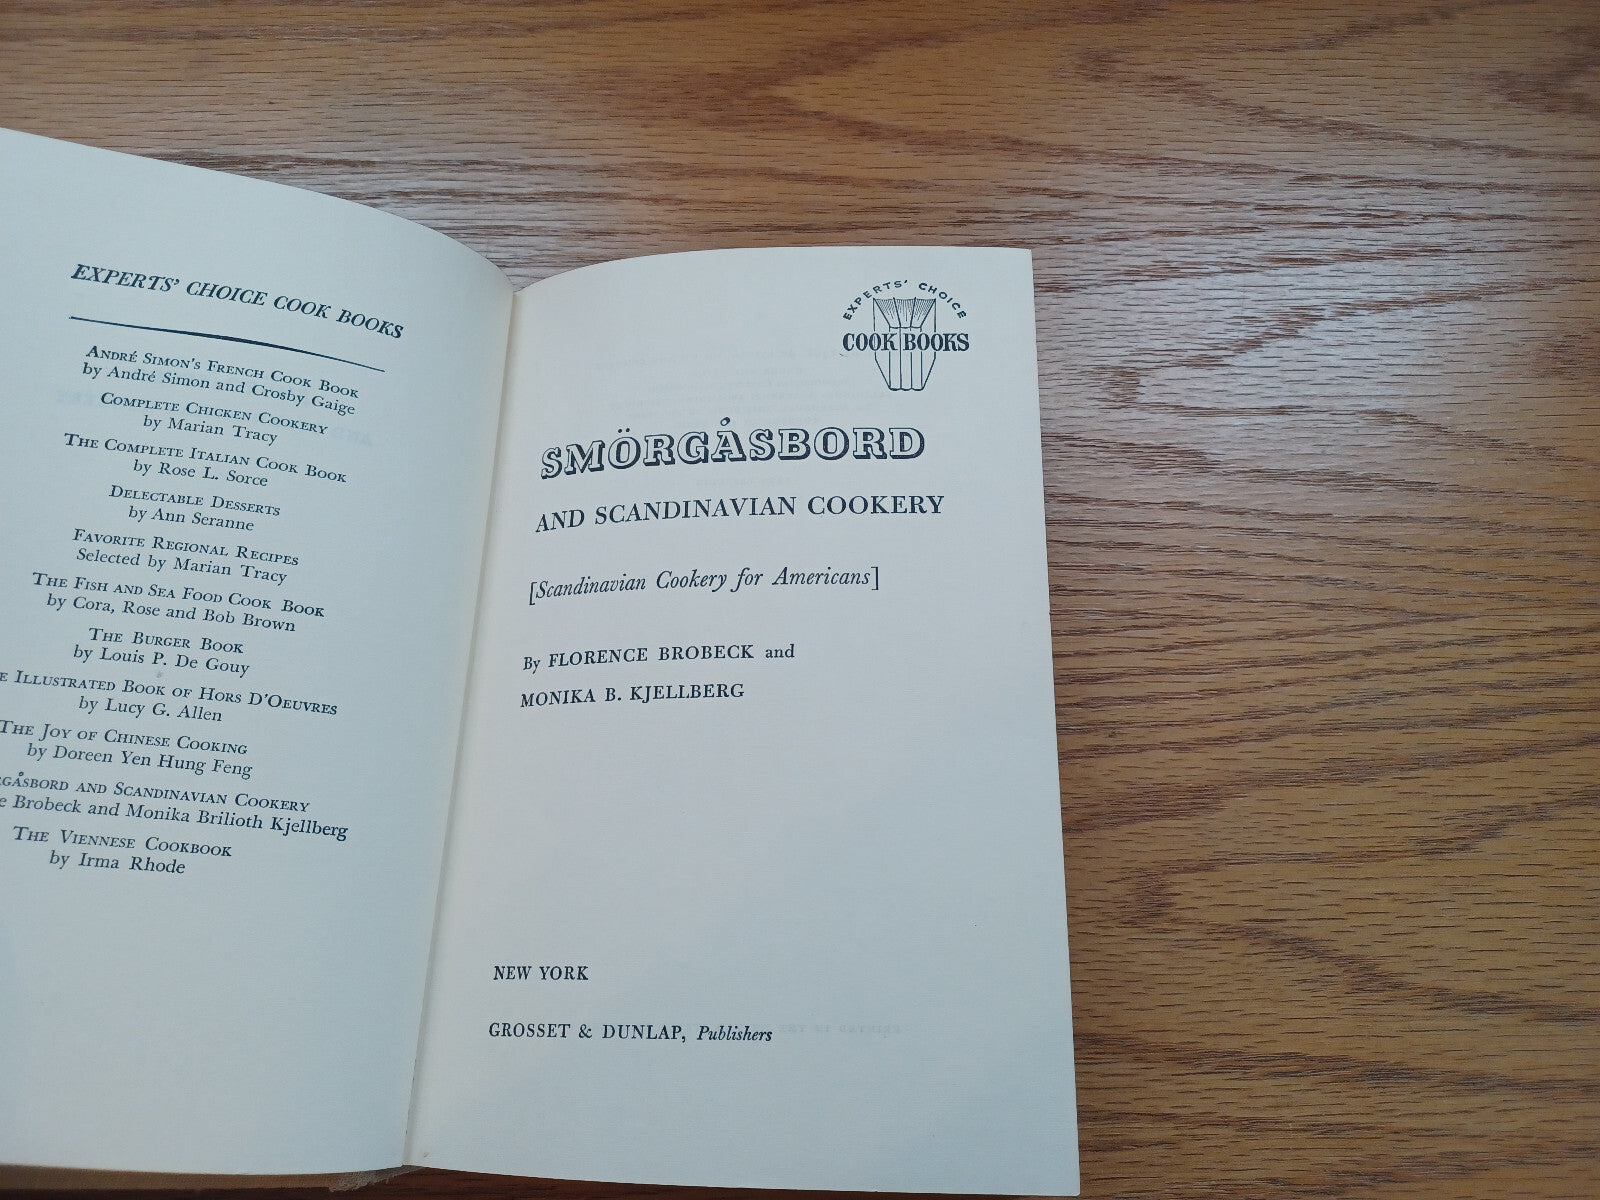 EXPERTS' CHOICE COOK BOOKS
ANDRÉ SIMON'S FRENCH COOK BOOK
by André Simon and Crosby Gaige
COMPLETE CHICKEN COOKERY
by Marian Tracy
THE COMPLETE ITALIAN COOK BOOK
by Rose L. Sorce
DELECTABLE DESSERTS
by Ann Seranne
FAVORITE REGIONAL RECIPES
Selected by Marian Tracy
THE FISH AND SEA FOOD COOK BOOK
by Cora, Rose and Bob Brown
THE BURGER BOOK
by Louis P. De Gouy
ILLUSTRATED BOOK OF HORS D'OEUVRES
by Lucy G. Allen
THE JOY OF CHINESE COOKING
by Doreen Yen Hung Feng
GÅSBORD AND SCANDINAVIAN COOKERY
e Brobeck and Monika Brilioth Kjellberg
THE VIENNESE COOKBOOK
by Irma Rhode
EXPERTS' CHOICE
COOK BOOKS
SMÖRGÅSBORD
AND SCANDINAVIAN COOKERY
[Scandinavian Cookery for Americans]
By FLORENCE BROBECK and
MONIKA B. KJELLBERG
NEW YORK
GROSSET & DUNLAP, Publishers